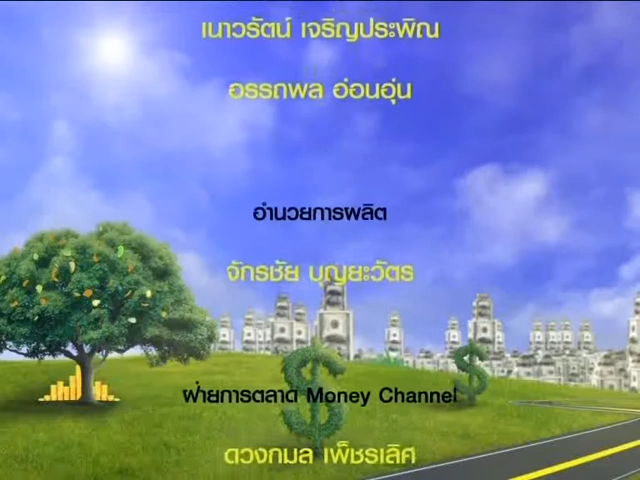 เนาวรัตน์ เจริญประพิณ
อรรถพล อ่อนอุ่น
อำนวยการผลิต
จักรชัย บุญยะวัตร
ฝ่ายการตลาด Money Channel
ดวงกมล เพ็ชรเลิศ